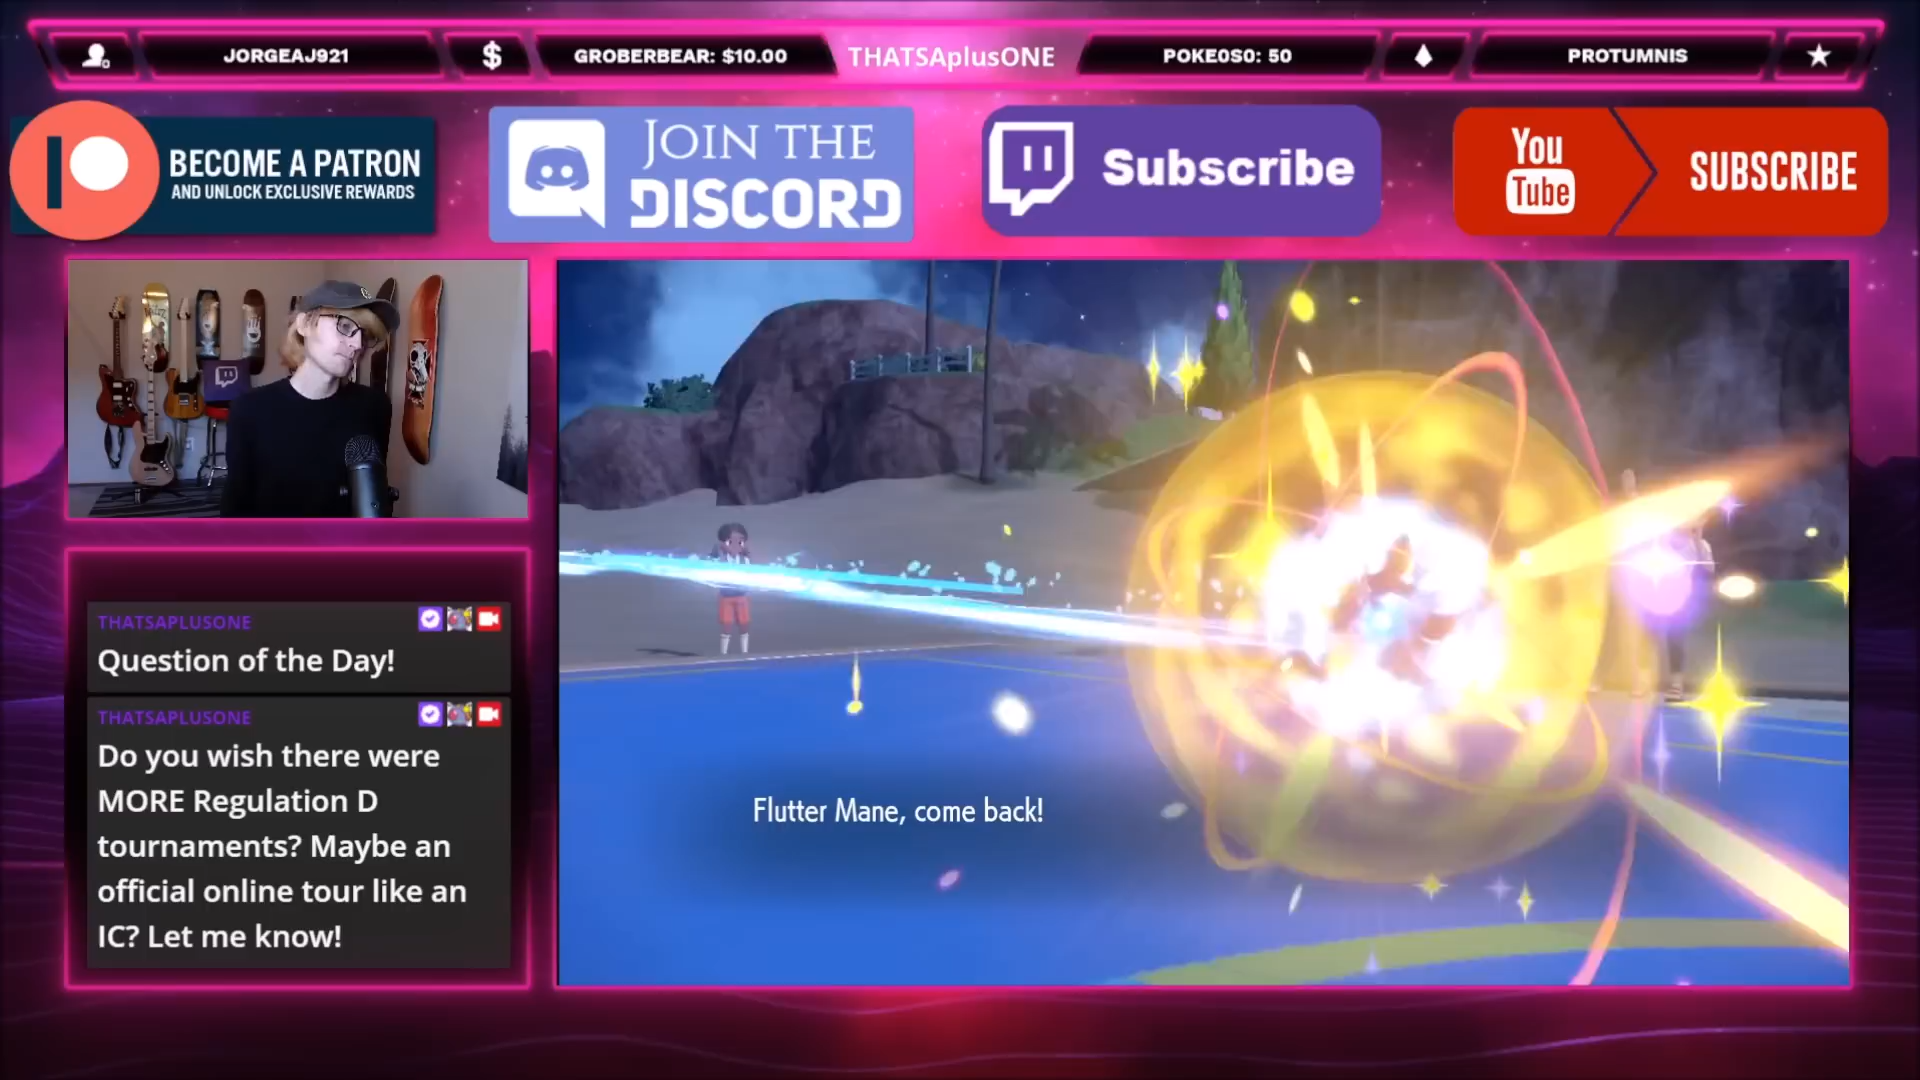 JORGEAJ921
$
GROBERBEAR: $10.00
THATSAplusONE
POKE0S0: 50
PROTUMNIS
BECOME A PATRON
AND UNLOCK EXCLUSIVE REWARDS
JOIN THE
DISCORD
Subscribe
You
Tube
SUBSCRIBE
THATSAPLUSONE
Question of the Day!
THATSAPLUSONE
Do you wish there were
MORE Regulation D
tournaments? Maybe an
official online tour like an
IC? Let me know!
Flutter Mane, come back!